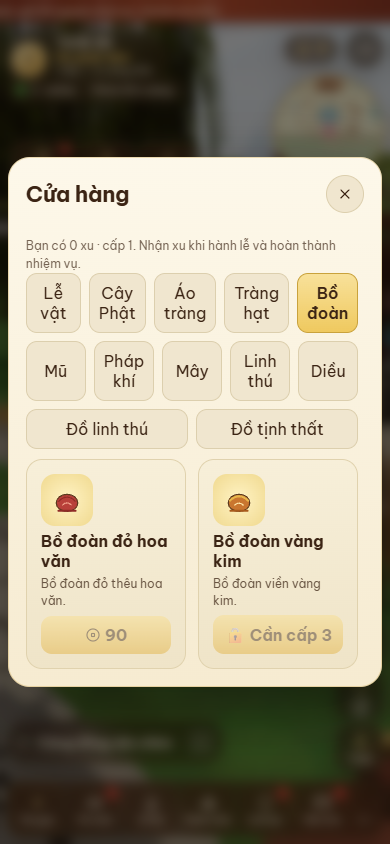 Cửa hàng
Bạn có 0 xu · cấp 1. Nhận xu khi hành lễ và hoàn thành
nhiệm vụ.
Lễ
vật
Cây
Phật
Áo
tràng
Tràng
hạt
Bồ
đoàn
Mũ
Pháp
khí
Mây
Linh
thú
Diều
Đồ linh thú
Đồ tịnh thất
Bồ đoàn đỏ hoa
văn
Bồ đoàn đỏ thêu hoa
văn.
90
Bồ đoàn vàng
kim
Bồ đoàn viền vàng
kim.
Cần cấp 3